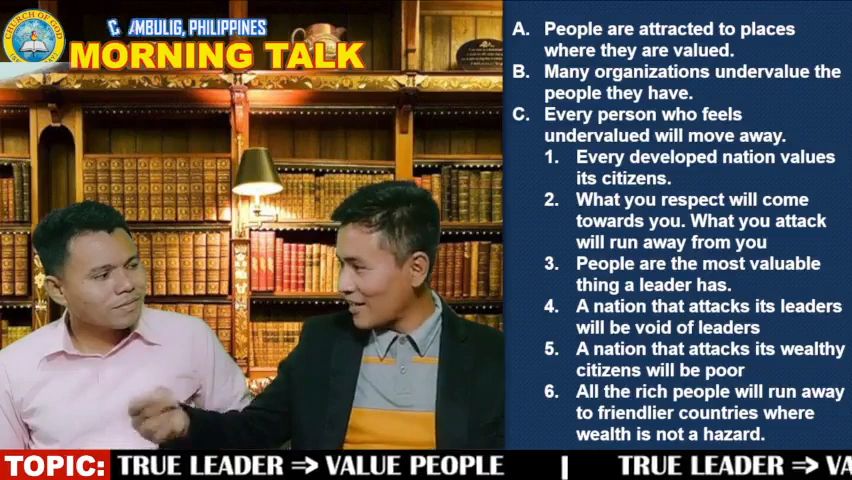 CHURCH OF GOD
C AMBULIG, PHILIPPINES
MORNING TALK
A. People are attracted to places
where they are valued.
B. Many organizations undervalue the
people they have.
C. Every person who feels
undervalued will move away.
1. Every developed nation values
its citizens.
2. What you respect will come
towards you. What you attack
will run away from you
3. People are the most valuable
thing a leader has.
4. A nation that attacks its leaders
will be void of leaders
5. A nation that attacks its wealthy
citizens will be poor
6. All the rich people will run away
to friendlier countries where
wealth is not a hazard.
TOPIC: TRUE LEADER => VALUE PEOPLE | TRUE LEADER => VA